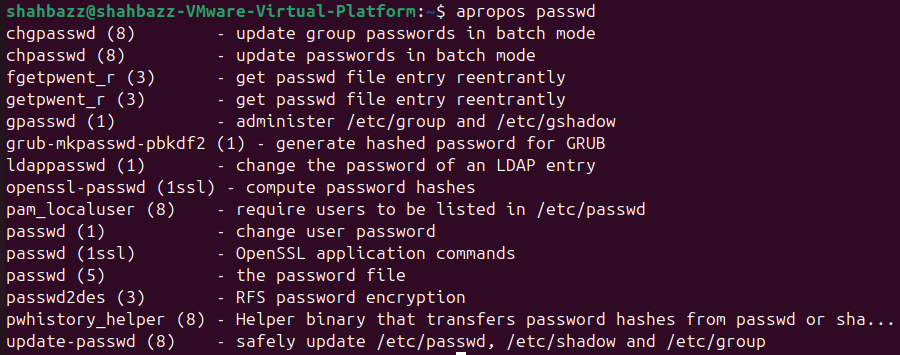 shahbazz@shahbazz-VMware-Virtual-Platform:~$ apropos passwd
chgpasswd (8)        - update group passwords in batch mode
chpasswd (8)         - update passwords in batch mode
fgetpwent_r (3)      - get passwd file entry reentrantly
getpwent_r (3)       - get passwd file entry reentrantly
gpasswd (1)          - administer /etc/group and /etc/gshadow
grub-mkpasswd-pbkdf2 (1) - generate hashed password for GRUB
ldappasswd (1)       - change the password of an LDAP entry
openssl-passwd (1ssl) - compute password hashes
pam_localuser (8)    - require users to be listed in /etc/passwd
passwd (1)           - change user password
passwd (1ssl)        - OpenSSL application commands
passwd (5)           - the password file
passwd2des (3)       - RFS password encryption
pwhistory_helper (8) - Helper binary that transfers password hashes from passwd or sha...
update-passwd (8)    - safely update /etc/passwd, /etc/shadow and /etc/group